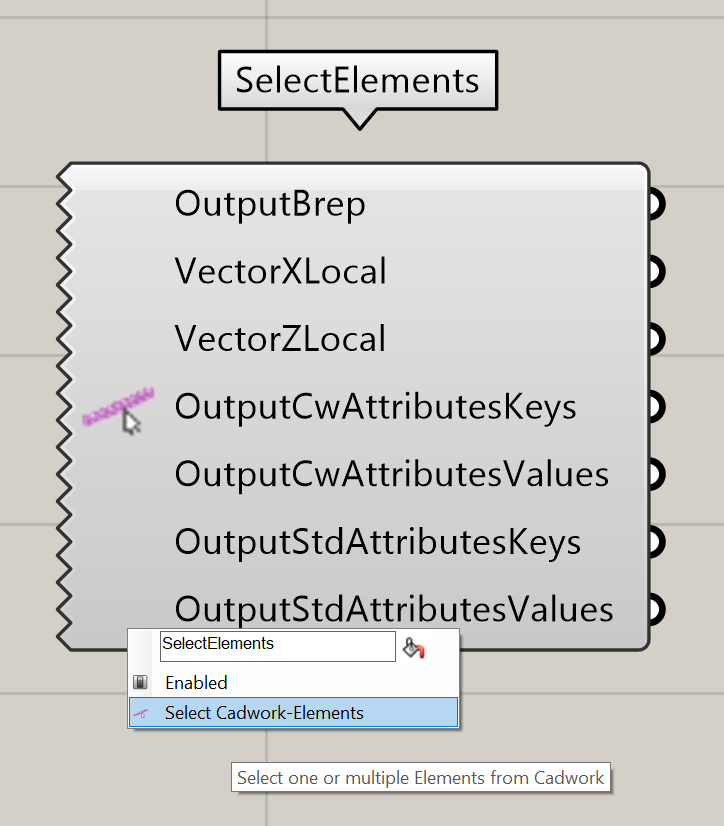 SelectElements
OutputBrep
VectorXLocal
VectorZLocal
OutputCwAttributesKeys
OutputCwAttributesValues
OutputStdAttributesKeys
OutputStdAttributesValues
SelectElements
Enabled
Select Cadwork-Elements
Select one or multiple Elements from Cadwork